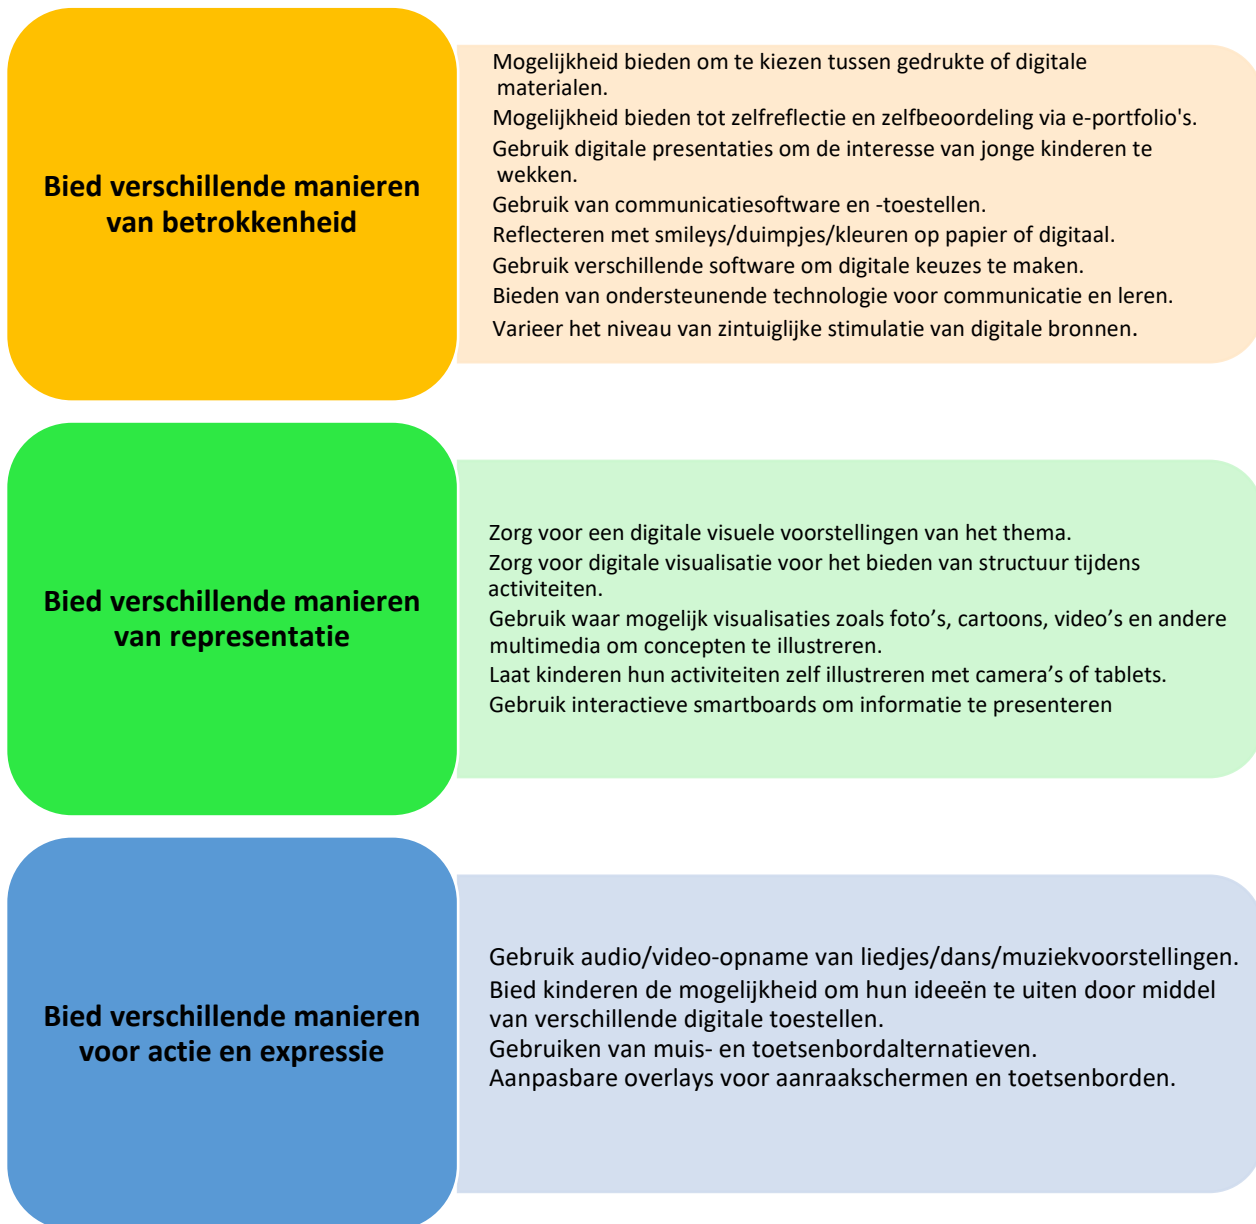 Bied verschillende manieren
van betrokkenheid
Mogelijkheid bieden om te kiezen tussen gedrukte of digitale
materialen.
Mogelijkheid bieden tot zelfreflectie en zelfbeoordeling via e-portfolio's.
Gebruik digitale presentaties om de interesse van jonge kinderen te
wekken.
Gebruik van communicatiesoftware en -toestellen.
Reflecteren met smileys/duimpjes/kleuren op papier of digitaal.
Gebruik verschillende software om digitale keuzes te maken.
Bieden van ondersteunende technologie voor communicatie en leren.
Varieer het niveau van zintuiglijke stimulatie van digitale bronnen.
Bied verschillende manieren
van representatie
Zorg voor een digitale visuele voorstellingen van het thema.
Zorg voor digitale visualisatie voor het bieden van structuur tijdens
activiteiten.
Gebruik waar mogelijk visualisaties zoals foto’s, cartoons, video’s en andere
multimedia om concepten te illustreren.
Laat kinderen hun activiteiten zelf illustreren met camera’s of tablets.
Gebruik interactieve smartboards om informatie te presenteren
Bied verschillende manieren
voor actie en expressie
Gebruik audio/video-opname van liedjes/dans/muziekvoorstellingen.
Bied kinderen de mogelijkheid om hun ideeën te uiten door middel
van verschillende digitale toestellen.
Gebruiken van muis- en toetsenbordalternatieven.
Aanpasbare overlays voor aanraakschermen en toetsenborden.